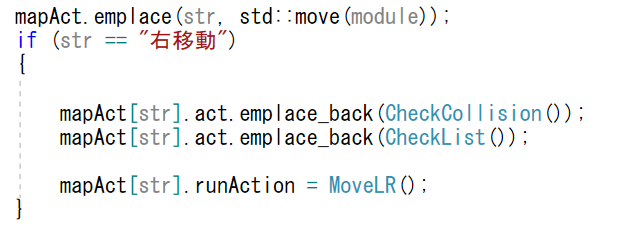 mapAct.emplace(str, std::move(module));
if (str == "右移動")
{
mapAct[str].act.emplace_back(CheckCollision());
mapAct[str].act.emplace_back(CheckList());
mapAct[str].runAction = MoveLR();
}